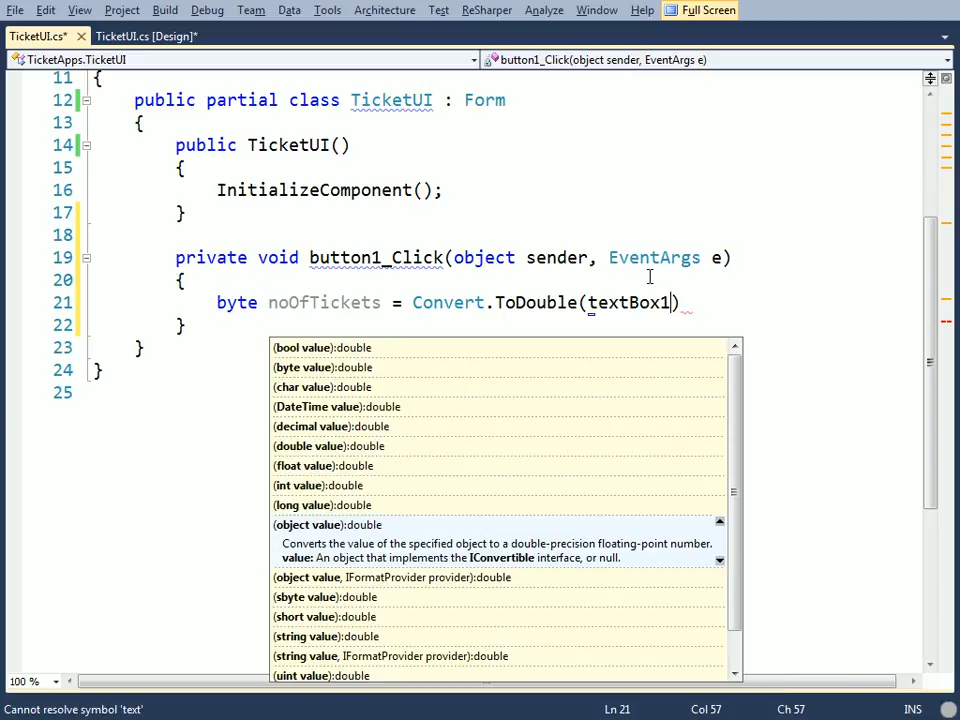 File Edit View Project Build Debug Team Data Tools Architecture Test ReSharper Analyze Window Help Full Screen
TicketUI.cs* TicketUI.cs [Design]*
TicketApps.TicketUI button1_Click(object sender, EventArgs e)
11 {
12 public partial class TicketUI : Form
13 {
14 public TicketUI()
15 {
16 InitializeComponent();
17 }
18
19 private void button1_Click(object sender, EventArgs e)
20 {
21 byte noOfTickets = Convert.ToDouble(textBox1)
22 }
23 }
24 }
25
(bool value):double
(byte value):double
(char value):double
(DateTime value):double
(decimal value):double
(double value):double
(float value):double
(int value):double
(long value):double
(object value):double
Converts the value of the specified object to a double-precision floating-point number.
value: An object that implements the IConvertible interface, or null.
(object value, IFormatProvider provider):double
(sbyte value):double
(short value):double
(string value):double
(string value, IFormatProvider provider):double
(uint value):double
100 %
Cannot resolve symbol 'text' Ln 21 Col 57 Ch 57 INS